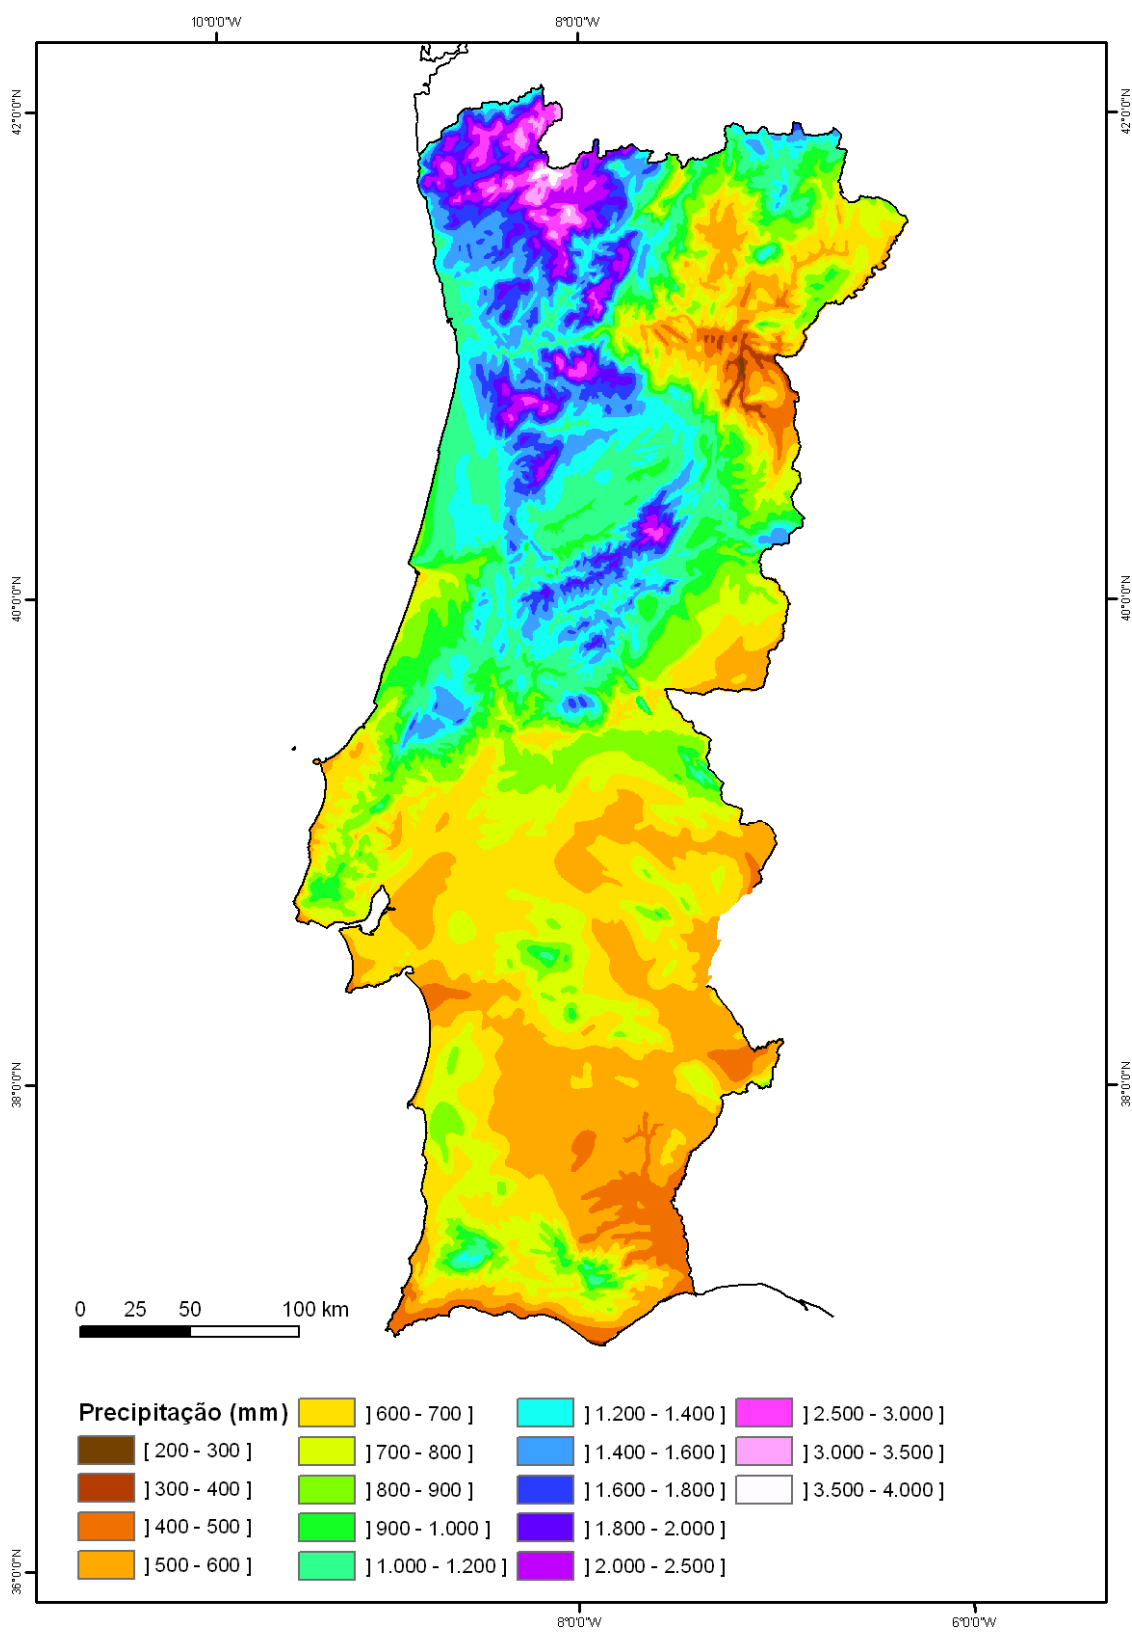 10°0'0"W
8°0'0"W
42°0'0"N
42°0'0"N
40°0'0"N
40°0'0"N
38°0'0"N
38°0'0"N
36°0'0"N
0 25 50 100 km
Precipitação (mm)
[ 200 - 300 ]
] 300 - 400 ]
] 400 - 500 ]
] 500 - 600 ]
] 600 - 700 ]
] 700 - 800 ]
] 800 - 900 ]
] 900 - 1.000 ]
] 1.000 - 1.200 ]
] 1.200 - 1.400 ]
] 1.400 - 1.600 ]
] 1.600 - 1.800 ]
] 1.800 - 2.000 ]
] 2.000 - 2.500 ]
] 2.500 - 3.000 ]
] 3.000 - 3.500 ]
] 3.500 - 4.000 ]
8°0'0"W
6°0'0"W